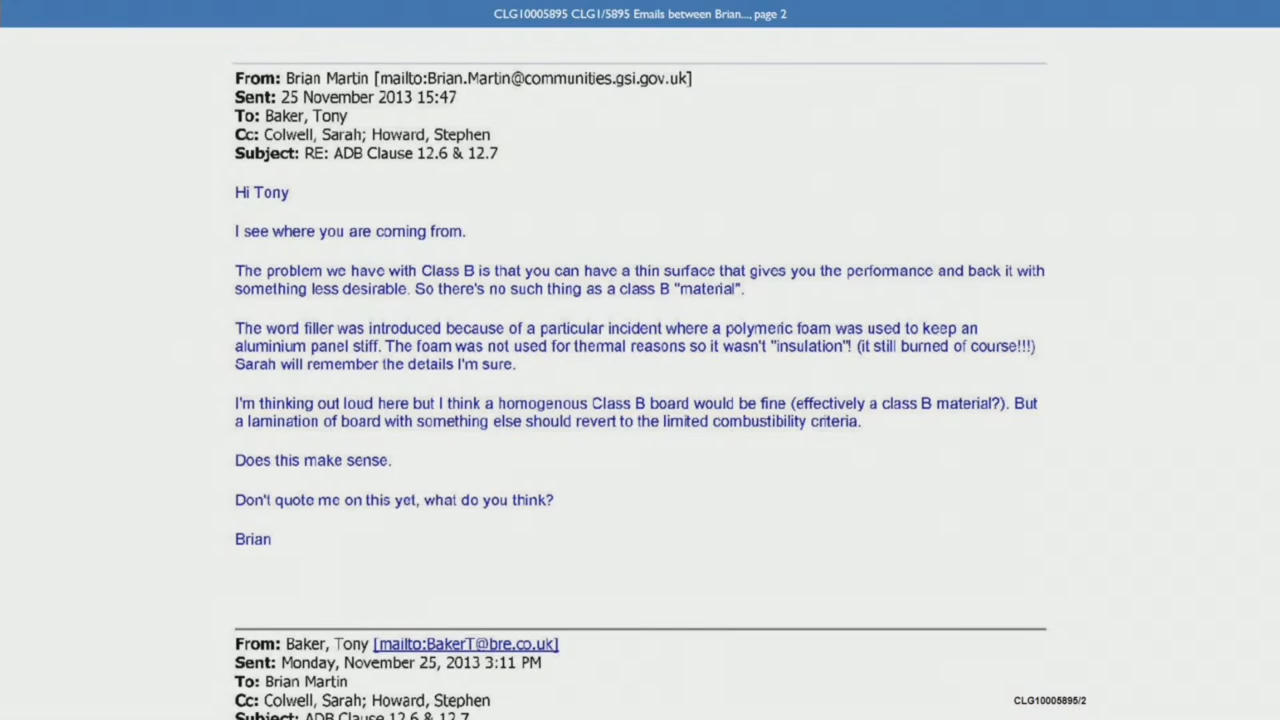 CLG10005895 CLG1/5895 Emails between Brian..., page 2
From: Brian Martin [mailto:Brian.Martin@communities.gsi.gov.uk]
Sent: 25 November 2013 15:47
To: Baker, Tony
Cc: Colwell, Sarah; Howard, Stephen
Subject: RE: ADB Clause 12.6 & 12.7
Hi Tony
I see where you are coming from.
The problem we have with Class B is that you can have a thin surface that gives you the performance and back it with
something less desirable. So there's no such thing as a class B "material".
The word filler was introduced because of a particular incident where a polymeric foam was used to keep an
aluminium panel stiff. The foam was not used for thermal reasons so it wasn't "insulation"! (it still burned of course!!!)
Sarah will remember the details I'm sure.
I'm thinking out loud here but I think a homogenous Class B board would be fine (effectively a class B material?). But
a lamination of board with something else should revert to the limited combustibility criteria.
Does this make sense.
Don't quote me on this yet, what do you think?
Brian
From: Baker, Tony [mailto:BakerT@bre.co.uk]
Sent: Monday, November 25, 2013 3:11 PM
To: Brian Martin
Cc: Colwell, Sarah; Howard, Stephen
Subject: ADB Clause 12.6 & 12.7
CLG10005895/2